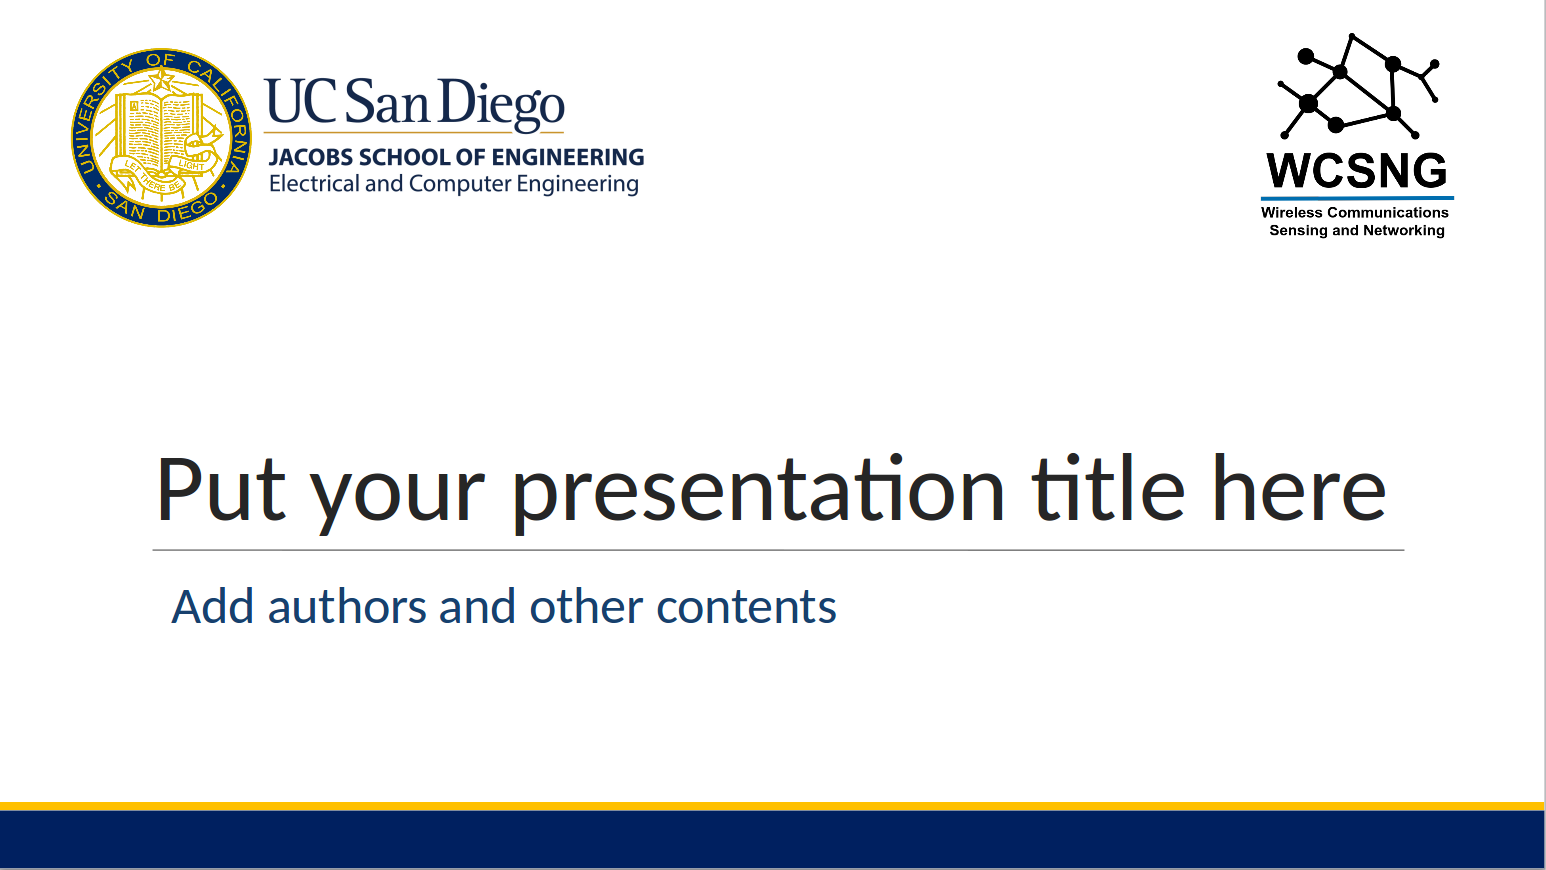 UNIVERSITY OF CALIFORNIA
A
LET THERE BE LIGHT
• SAN DIEGO •
UC San Diego
JACOBS SCHOOL OF ENGINEERING
Electrical and Computer Engineering
WCSNG
Wireless Communications
Sensing and Networking
Put your presentation title here
Add authors and other contents